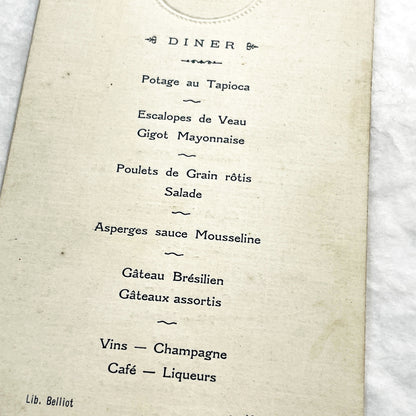 DINER
Potage au Tapioca
Escalopes de Veau
Gigot Mayonnaise
Poulets de Grain rôtis
Salade
Asperges sauce Mousseline
Gâteau Brésilien
Gâteaux assortis
Vins — Champagne
Café — Liqueurs
Lib. Belliot